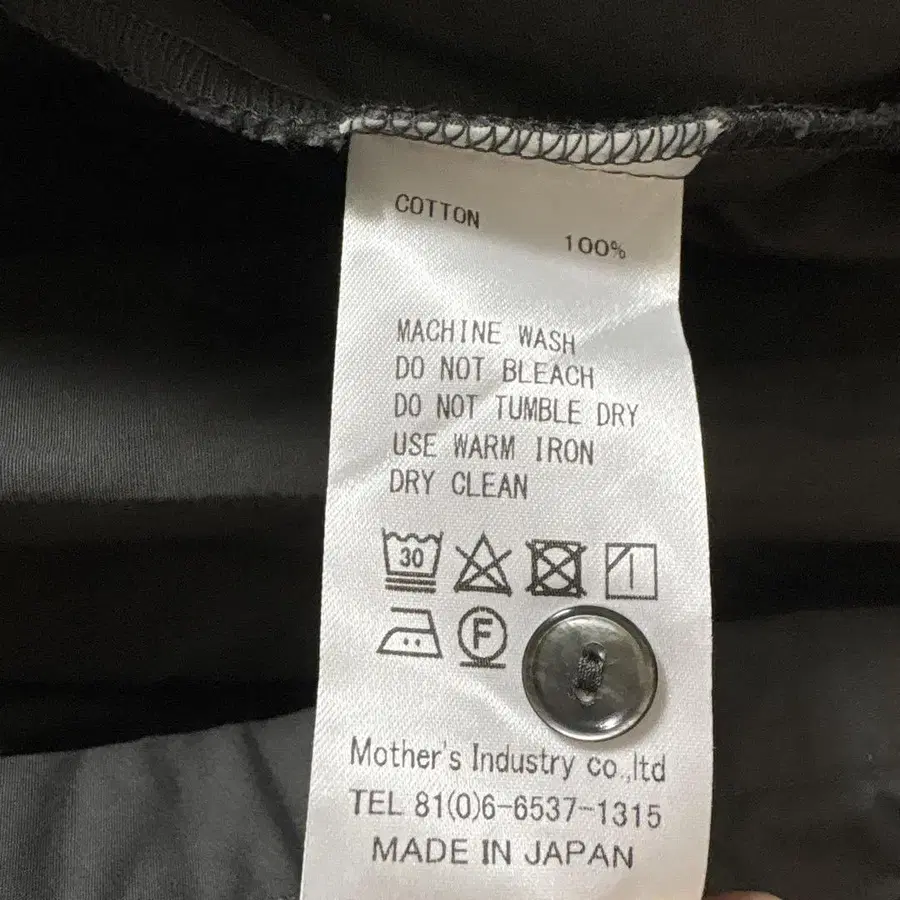 COTTON
100%
MACHINE WASH
DO NOT BLEACH
DO NOT TUMBLE DRY
USE WARM IRON
DRY CLEAN
30
F
Mother's Industry co.,ltd
TEL 81(0)6-6537-1315
MADE IN JAPAN